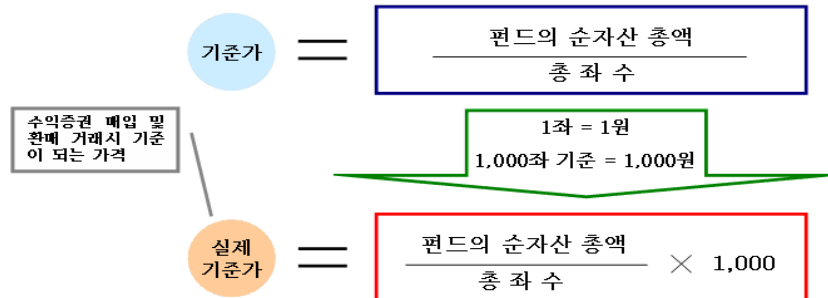 기준가
펀드의 순자산 총액
총 좌 수
수익증권 매입 및
환매 거래시 기준
이 되는 가격
1좌 = 1원
1,000좌 기준 = 1,000원
실제
기준가
펀드의 순자산 총액
총 좌 수
× 1,000